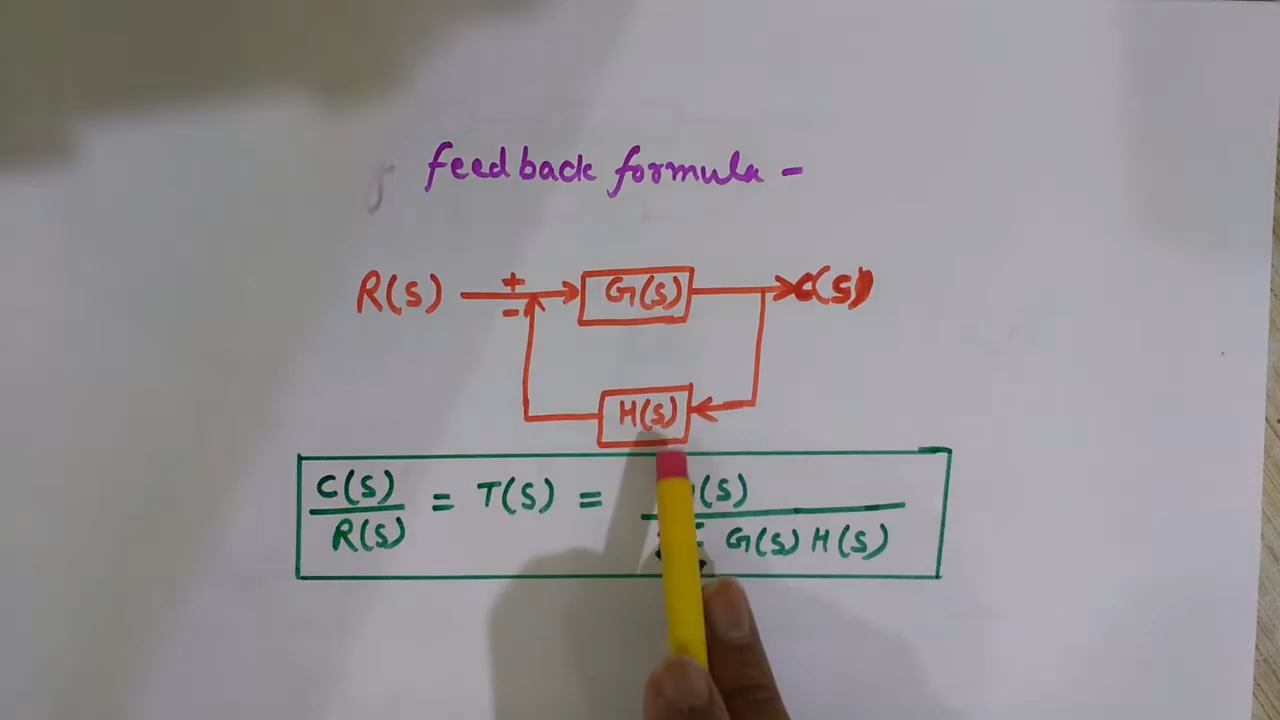 feedback formula -
R(S) + - G(S) C(S)
H(S)
C(S) / R(S) = T(S) = (S) / G(S) H(S)